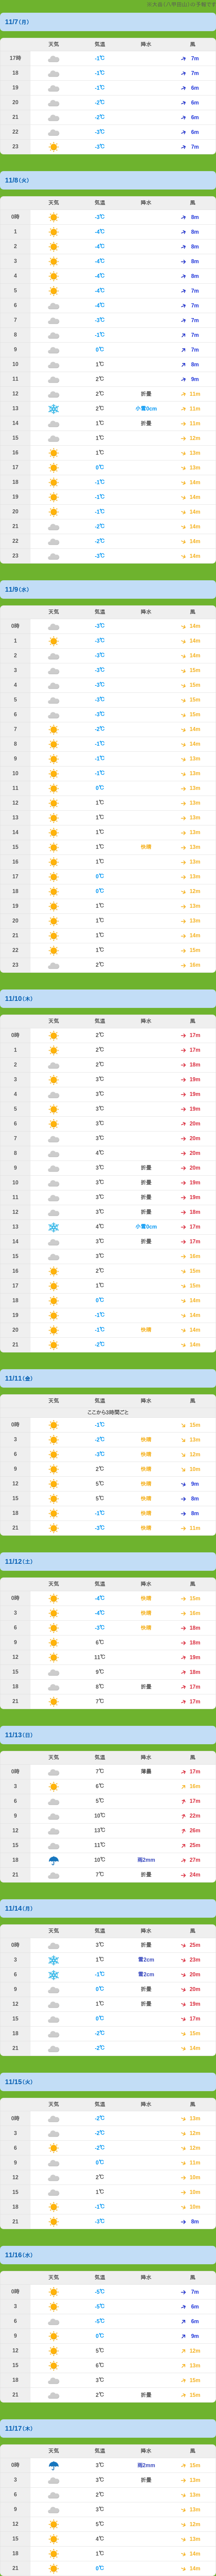 ※大岳(八甲田山)の予報です
11/7(月)
天気 気温 降水 風
17時 -1℃ 7m
18 -1℃ 7m
19 -1℃ 6m
20 -2℃ 6m
21 -2℃ 6m
22 -3℃ 6m
23 -3℃ 7m
11/8(火)
天気 気温 降水 風
0時 -3℃ 8m
1 -4℃ 8m
2 -4℃ 8m
3 -4℃ 8m
4 -4℃ 8m
5 -4℃ 7m
6 -4℃ 7m
7 -3℃ 7m
8 -1℃ 7m
9 0℃ 7m
10 1℃ 8m
11 2℃ 9m
12 2℃ 折畳 11m
13 2℃ 小雪0cm 11m
14 1℃ 折畳 11m
15 1℃ 12m
16 1℃ 13m
17 0℃ 13m
18 -1℃ 14m
19 -1℃ 14m
20 -1℃ 14m
21 -2℃ 14m
22 -2℃ 14m
23 -3℃ 14m
11/9(水)
天気 気温 降水 風
0時 -3℃ 14m
1 -3℃ 14m
2 -3℃ 14m
3 -3℃ 15m
4 -3℃ 15m
5 -3℃ 15m
6 -3℃ 15m
7 -2℃ 14m
8 -1℃ 14m
9 -1℃ 15m
10 -1℃ 13m
11 0℃ 13m
12 1℃ 13m
13 1℃ 13m
14 1℃ 13m
15 1℃ 快晴 13m
16 1℃ 13m
17 0℃ 13m
18 0℃ 12m
19 1℃ 13m
20 1℃ 13m
21 1℃ 14m
22 1℃ 15m
23 2℃ 16m
11/10(木)
天気 気温 降水 風
0時 2℃ 17m
1 2℃ 17m
2 2℃ 18m
3 3℃ 19m
4 3℃ 19m
5 3℃ 19m
6 3℃ 20m
7 3℃ 20m
8 4℃ 20m
9 3℃ 折畳 20m
10 3℃ 折畳 19m
11 3℃ 折畳 19m
12 3℃ 折畳 18m
13 4℃ 小雪0cm 17m
14 3℃ 折畳 17m
15 3℃ 16m
16 2℃ 15m
17 1℃ 15m
18 0℃ 14m
19 -1℃ 14m
20 -1℃ 快晴 14m
21 -2℃ 14m
11/11(金)
天気 気温 降水 風
ここから3時間ごと
0時 -1℃ 15m
3 -2℃ 快晴 13m
6 -3℃ 快晴 12m
9 2℃ 快晴 10m
12 5℃ 快晴 9m
15 5℃ 快晴 8m
18 -1℃ 快晴 8m
21 -3℃ 快晴 11m
11/12(土)
天気 気温 降水 風
0時 -4℃ 快晴 15m
3 -4℃ 快晴 16m
6 -3℃ 快晴 18m
9 6℃ 18m
12 11℃ 19m
15 9℃ 18m
18 8℃ 折畳 17m
21 7℃ 17m
11/13(日)
天気 気温 降水 風
0時 7℃ 薄曇 17m
3 6℃ 16m
6 5℃ 17m
9 10℃ 22m
12 13℃ 26m
15 11℃ 25m
18 10℃ 雨2mm 27m
21 7℃ 折畳 24m
11/14(月)
天気 気温 降水 風
0時 3℃ 折畳 25m
3 1℃ 雪2cm 23m
6 -1℃ 雪2cm 20m
9 0℃ 折畳 20m
12 1℃ 折畳 19m
15 0℃ 17m
18 -2℃ 15m
21 -2℃ 14m
11/15(火)
天気 気温 降水 風
0時 -2℃ 13m
3 -2℃ 12m
6 -2℃ 12m
9 0℃ 11m
12 2℃ 10m
15 1℃ 10m
18 -1℃ 10m
21 -3℃ 8m
11/16(水)
天気 気温 降水 風
0時 -5℃ 7m
3 -5℃ 6m
6 -5℃ 6m
9 0℃ 9m
12 5℃ 12m
15 6℃ 13m
18 3℃ 15m
21 2℃ 折畳 15m
11/17(木)
天気 気温 降水 風
0時 3℃ 雨2mm 15m
3 3℃ 折畳 13m
6 2℃ 13m
9 3℃ 13m
12 5℃ 12m
15 4℃ 13m
18 1℃ 14m
21 0℃ 14m